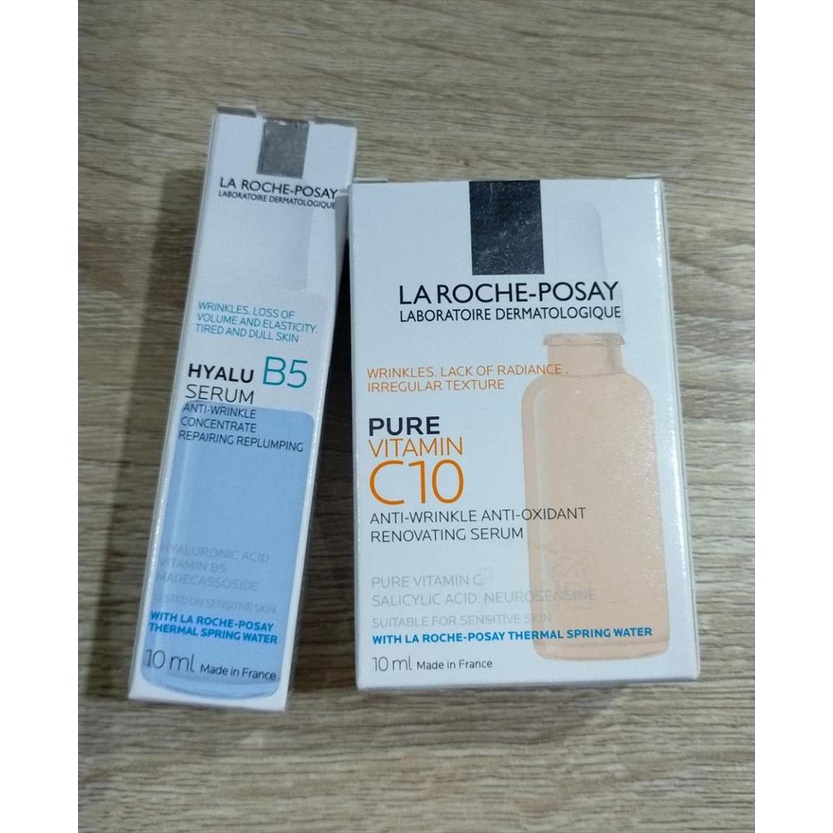 LA ROCHE-POSAY
LABORATOIRE DERMATOLOGIQUE
WRINKLES. LOSS OF
VOLUME AND ELASTICITY.
TIRED AND DULL SKIN
HYALU B5
SERUM
ANTI-WRINKLE
CONCENTRATE
REPAIRING REPLUMPING
HYALURONIC ACID
VITAMIN B5
MADECASSOSIDE
TESTED ON SENSITIVE SKIN
WITH LA ROCHE-POSAY
THERMAL SPRING WATER
10 ml Made in France
LA ROCHE-POSAY
LABORATOIRE DERMATOLOGIQUE
WRINKLES. LACK OF RADIANCE.
IRREGULAR TEXTURE
PURE
VITAMIN
C10
ANTI-WRINKLE ANTI-OXIDANT
RENOVATING SERUM
PURE VITAMIN C.
SALICYLIC ACID. NEUROSENSINE
SUITABLE FOR SENSITIVE SKIN
WITH LA ROCHE-POSAY THERMAL SPRING WATER
10 ml Made in France